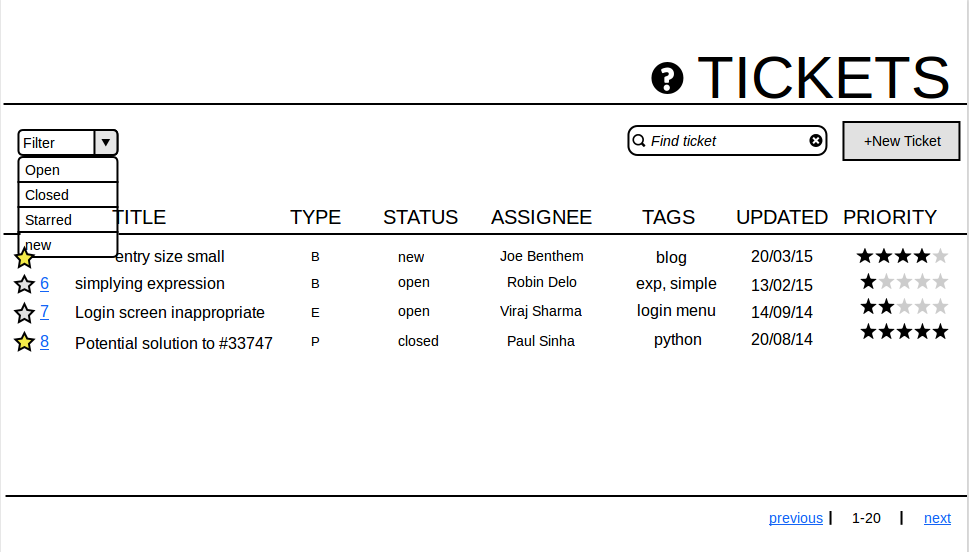 TICKETS
Filter
Find ticket
+New Ticket
Open
Closed
Starred
new
TITLE TYPE STATUS ASSIGNEE TAGS UPDATED PRIORITY
entry size small B new Joe Benthem blog 20/03/15
6 simplying expression B open Robin Delo exp, simple 13/02/15
7 Login screen inappropriate E open Viraj Sharma login menu 14/09/14
8 Potential solution to #33747 P closed Paul Sinha python 20/08/14
previous | 1-20 | next